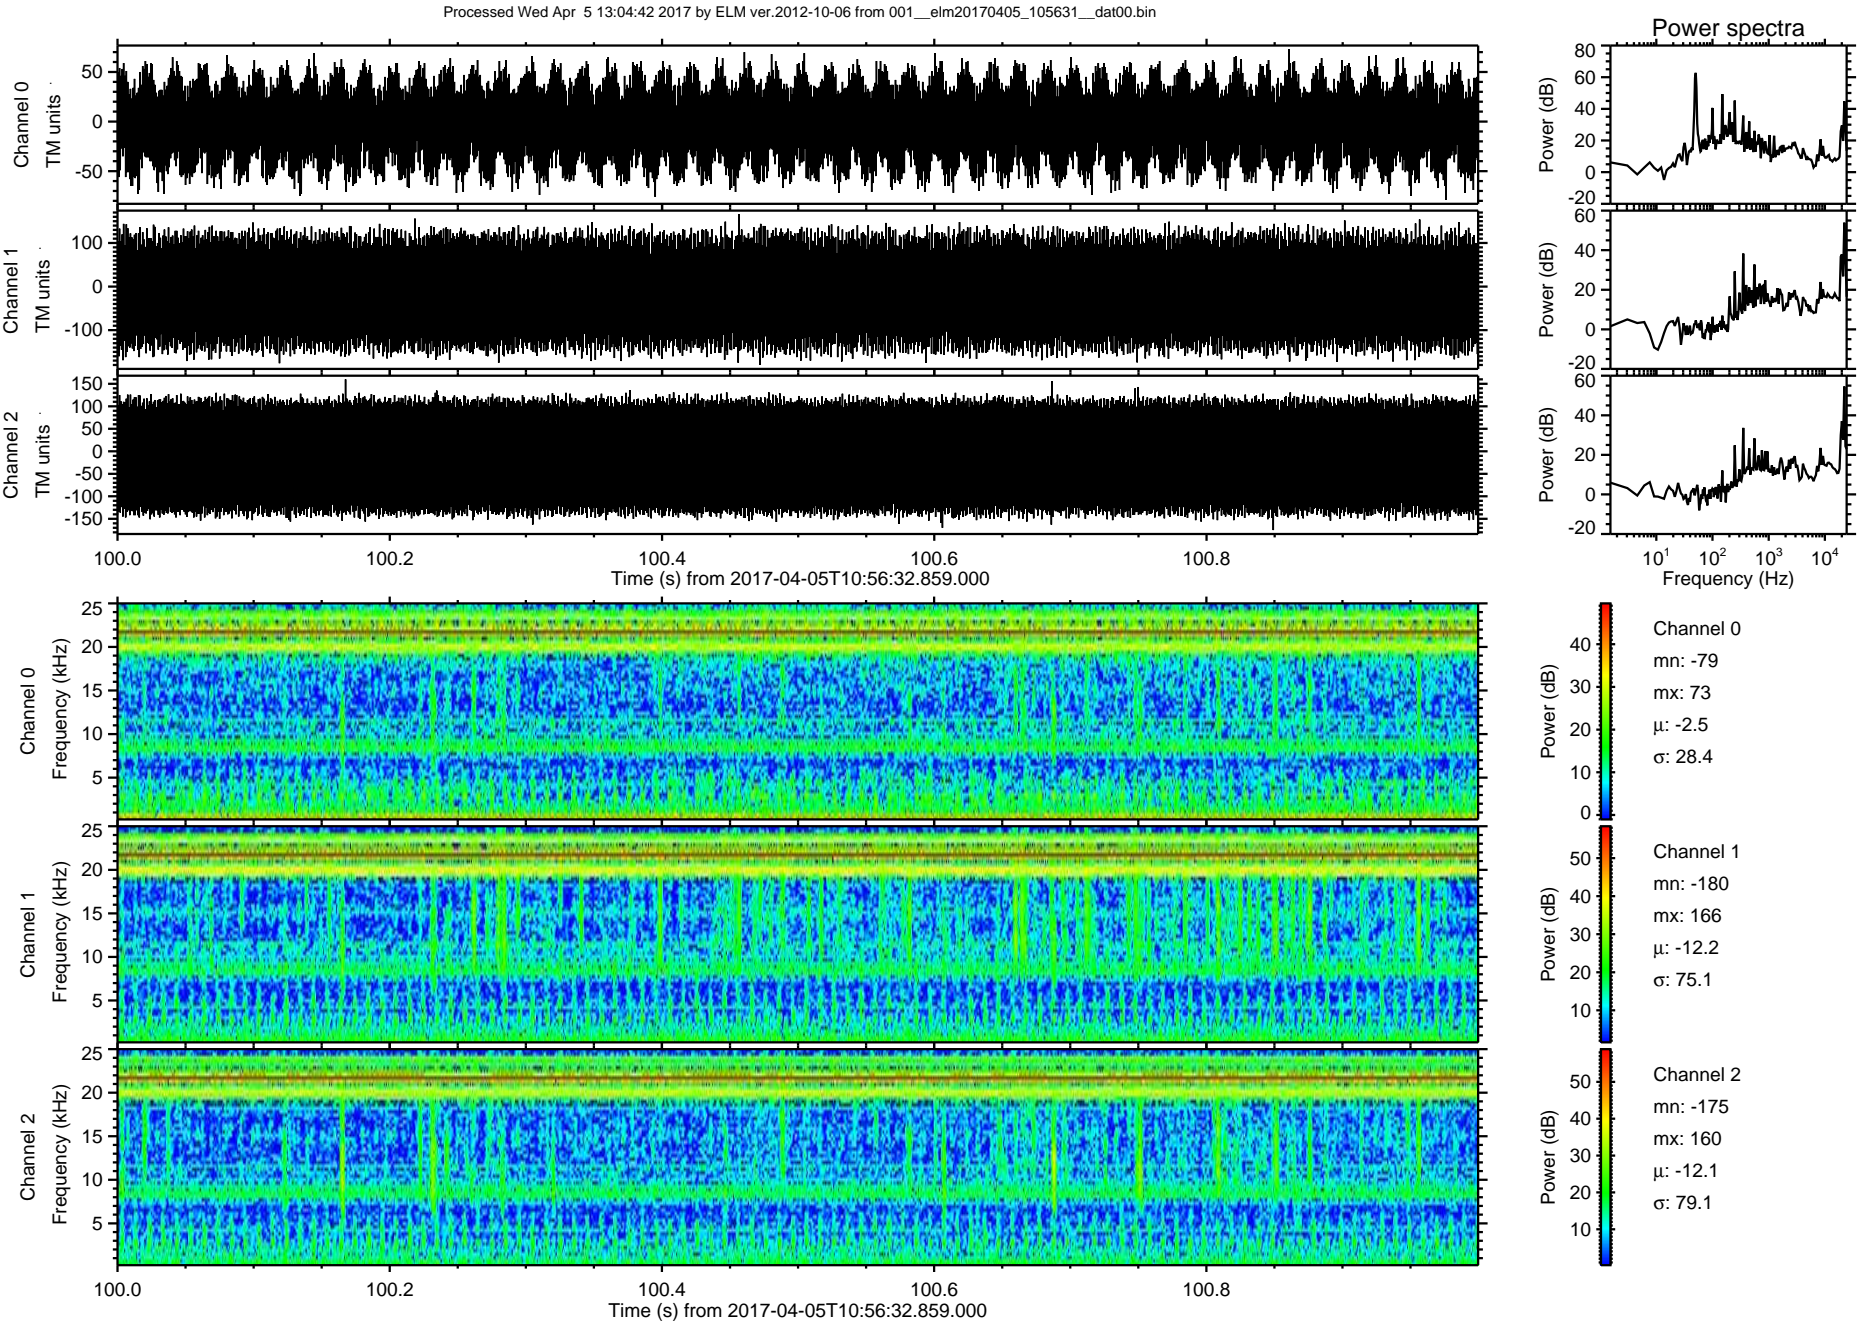 Processed Wed Apr  5 13:04:42 2017 by ELM ver.2012-10-06 from 001__elm20170405_105631__dat00.bin
Power spectra
Channel 0
TM units
50
0
-50
Power (dB)
80
60
40
20
0
-20
Channel 1
TM units
100
0
-100
Power (dB)
60
40
20
0
-20
Channel 2
TM units
150
100
50
0
-50
-100
-150
Power (dB)
60
40
20
0
-20
100.0 100.2 100.4 100.6 100.8
Time (s) from 2017-04-05T10:56:32.859.000
10^1 10^2 10^3 10^4
Frequency (Hz)
Channel 0
Frequency (kHz)
25
20
15
10
5
Power (dB)
40
30
20
10
0
Channel 0
mn: -79
mx: 73
μ: -2.5
σ: 28.4
Channel 1
Frequency (kHz)
25
20
15
10
5
Power (dB)
50
40
30
20
10
Channel 1
mn: -180
mx: 166
μ: -12.2
σ: 75.1
Channel 2
Frequency (kHz)
25
20
15
10
5
Power (dB)
50
40
30
20
10
Channel 2
mn: -175
mx: 160
μ: -12.1
σ: 79.1
100.0 100.2 100.4 100.6 100.8
Time (s) from 2017-04-05T10:56:32.859.000